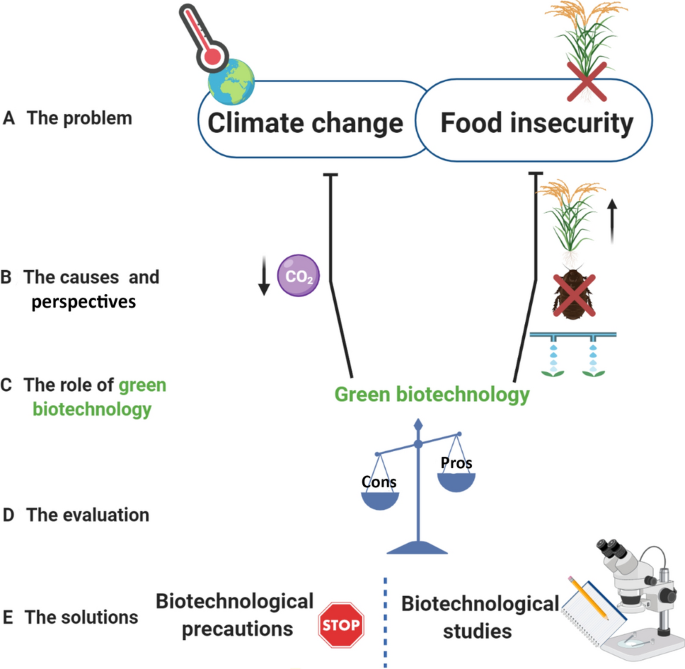 A The problem
Climate change
Food insecurity
B The causes and
perspectives
CO₂
C The role of green
biotechnology
Green biotechnology
Cons
Pros
D The evaluation
E The solutions
Biotechnological
precautions
STOP
Biotechnological
studies